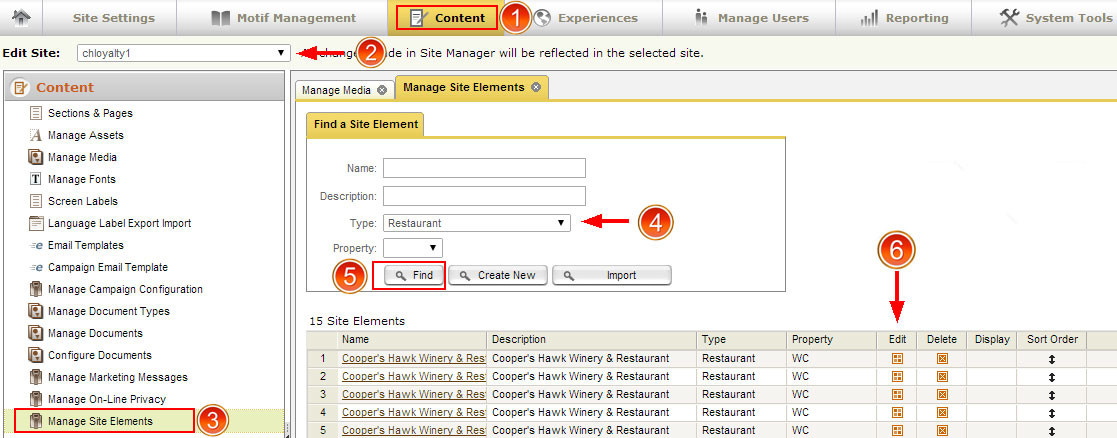 Site Settings
Motif Management
Content
1
Experiences
Manage Users
Reporting
System Tools
Edit Site:
chloyalty1
2
de in Site Manager will be reflected in the selected site.
Content
Sections & Pages
Manage Assets
Manage Media
Manage Fonts
Screen Labels
Language Label Export Import
Email Templates
Campaign Email Template
Manage Campaign Configuration
Manage Document Types
Manage Documents
Configure Documents
Manage Marketing Messages
Manage On-Line Privacy
Manage Site Elements
3
Manage Media
Manage Site Elements
Find a Site Element
Name:
Description:
Type: Restaurant
4
Property:
5
Find
Create New
Import
6
15 Site Elements
Name Description Type Property Edit Delete Display Sort Order
1 Cooper's Hawk Winery & Res Cooper's Hawk Winery & Restaurant Restaurant WC
2 Cooper's Hawk Winery & Res Cooper's Hawk Winery & Restaurant Restaurant WC
3 Cooper's Hawk Winery & Res Cooper's Hawk Winery & Restaurant Restaurant WC
4 Cooper's Hawk Winery & Res Cooper's Hawk Winery & Restaurant Restaurant WC
5 Cooper's Hawk Winery & Res Cooper's Hawk Winery & Restaurant Restaurant WC